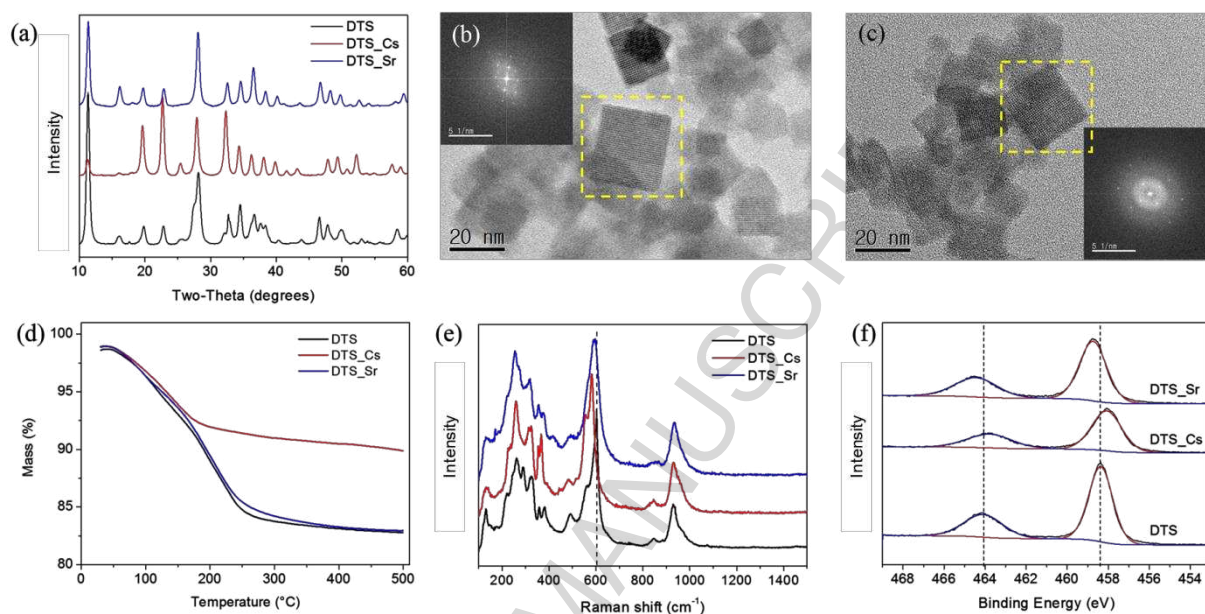 (a)
DTS
DTS_Cs
DTS_Sr
Intensity
10 20 30 40 50 60
Two-Theta (degrees)
(b)
5 1/nm
20 nm
(c)
20 nm
5 1/nm
(d)
DTS
DTS_Cs
DTS_Sr
100
95
90
85
80
Mass (%)
0 100 200 300 400 500
Temperature (°C)
(e)
DTS
DTS_Cs
DTS_Sr
Intensity
200 400 600 800 1000 1200 1400
Raman shift (cm-1)
(f)
DTS_Sr
DTS_Cs
DTS
Intensity
468 466 464 462 460 458 456 454
Binding Energy (eV)
MANUSCRI